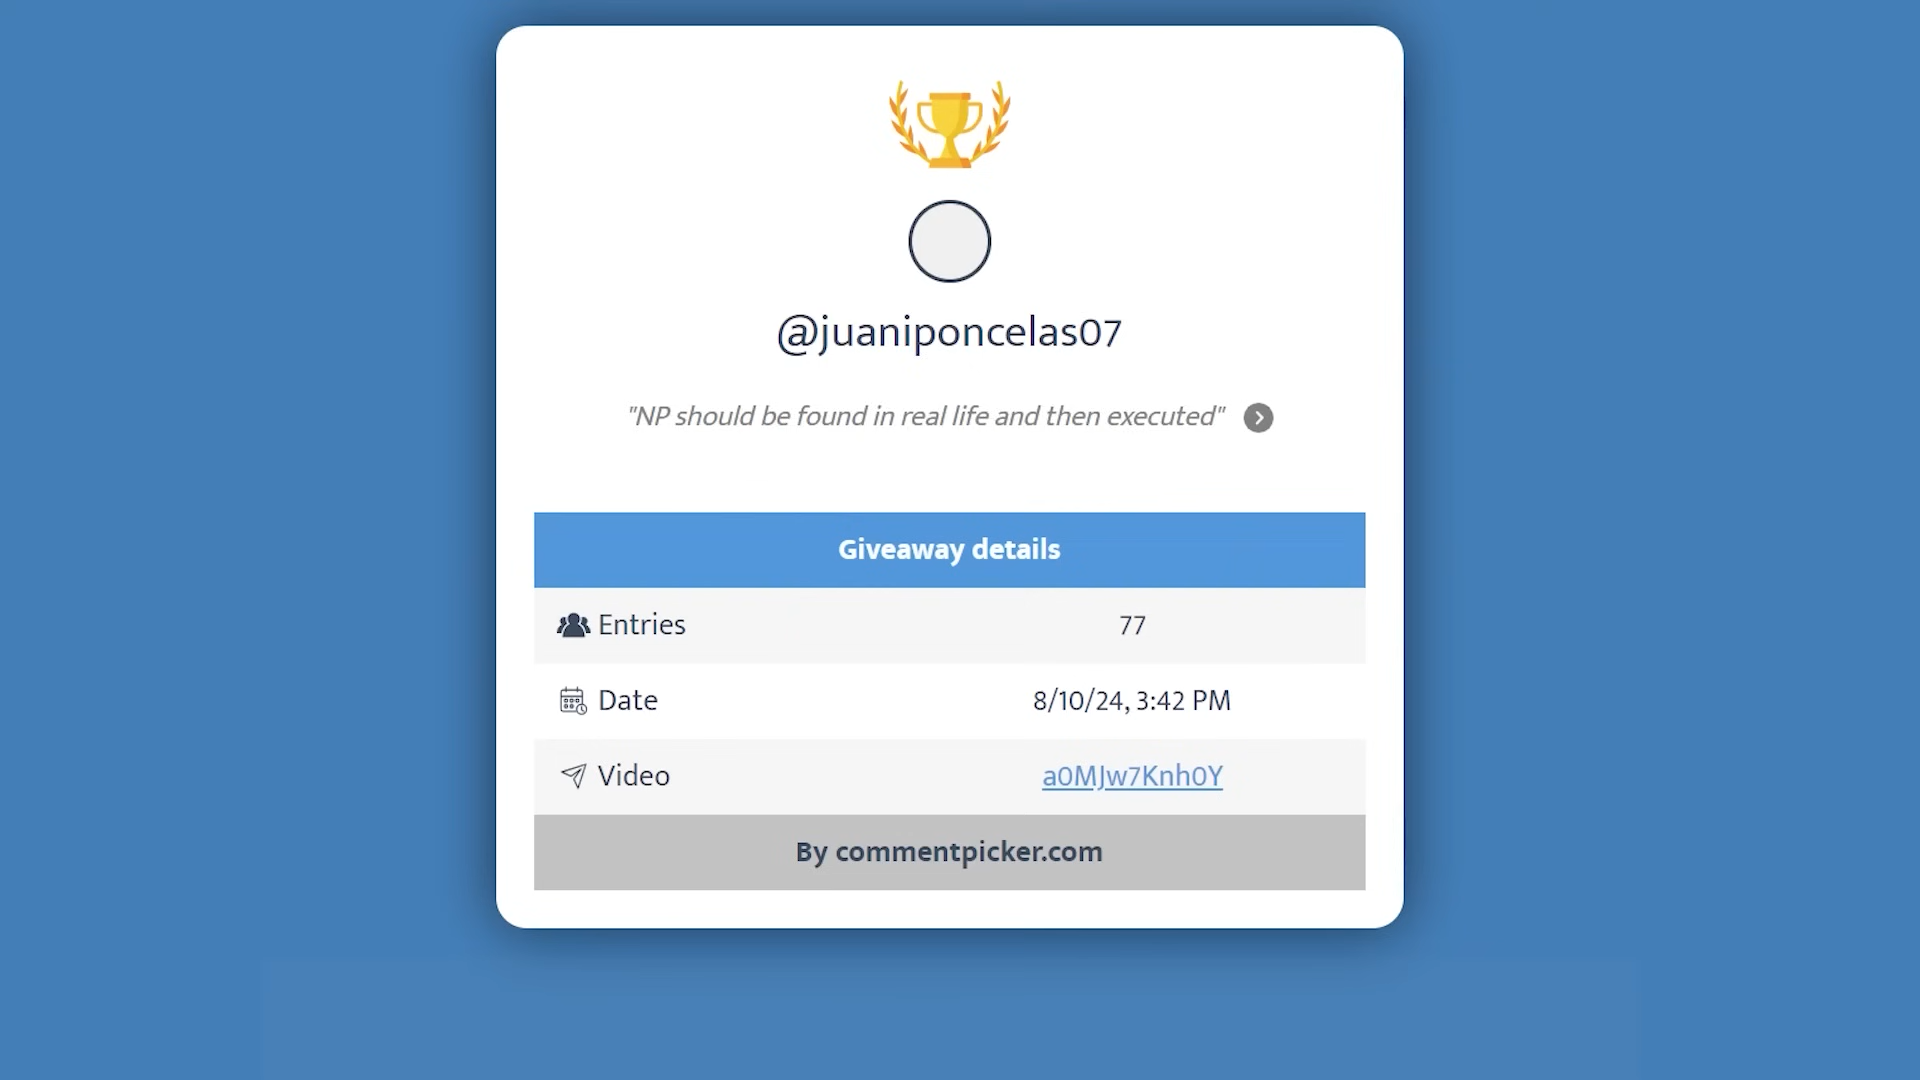 @juaniponcelas07
"NP should be found in real life and then executed"
Giveaway details
Entries 77
Date 8/10/24, 3:42 PM
Video a0MJw7Knh0Y
By commentpicker.com